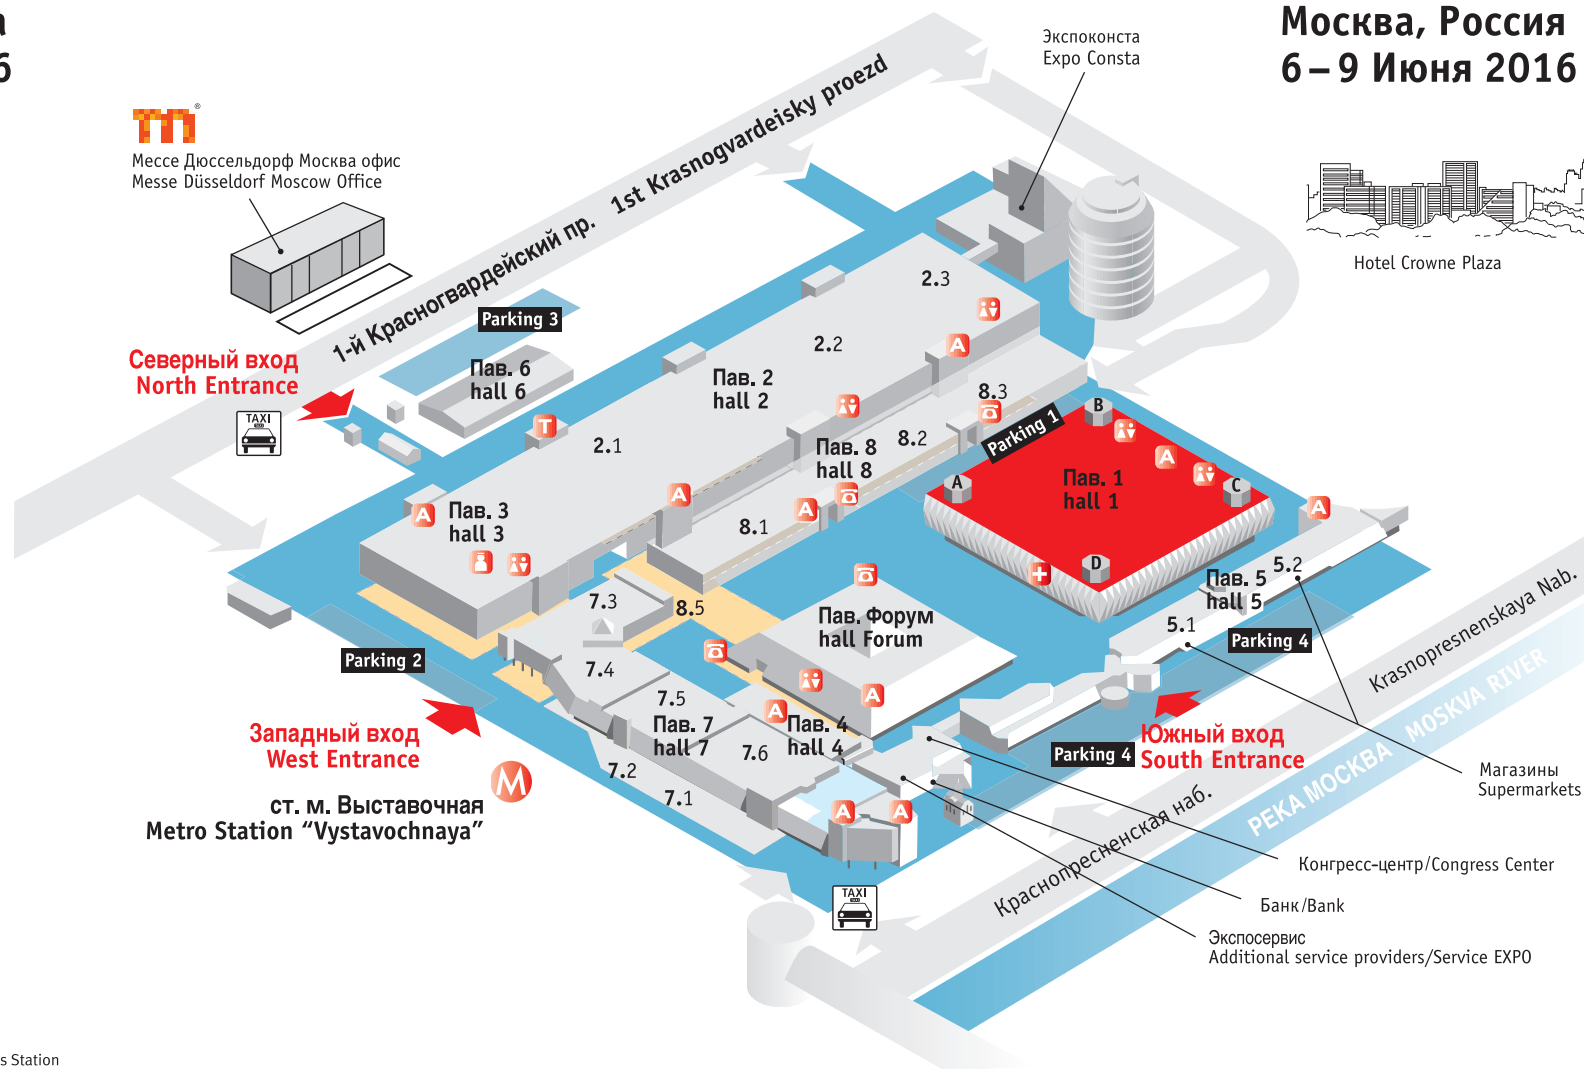 а
6
Москва, Россия
6–9 Июня 2016
Экспоконста
Expo Consta
Мессе Дюссельдорф Москва офис
Messe Düsseldorf Moscow Office
Hotel Crowne Plaza
1-й Красногвардейский пр. 1st Krasnogvardeisky proezd
Parking 3
Северный вход
North Entrance
TAXI
Пав. 6
hall 6
2.3
2.2
Пав. 2
hall 2
2.1
T
A
Пав. 3
hall 3
A
A
8.3
8.2
Пав. 8
hall 8
A
8.1
Parking 1
B
A
Пав. 1
hall 1
A
C
D
A
5.2
Пав. 5
hall 5
5.1
Parking 4
7.3
8.5
Пав. Форум
hall Forum
A
Parking 2
7.4
7.5
Пав. 7
hall 7
7.6
A
Пав. 4
hall 4
7.2
7.1
A
A
Западный вход
West Entrance
M
ст. м. Выставочная
Metro Station “Vystavochnaya”
Parking 4
Южный вход
South Entrance
Краснопресненская наб.
Krasnopresnenskaya Nab.
РЕКА МОСКВА MOSKVA RIVER
Магазины
Supermarkets
TAXI
Конгресс-центр/Congress Center
Банк/Bank
Экспосервис
Additional service providers/Service EXPO
s Station